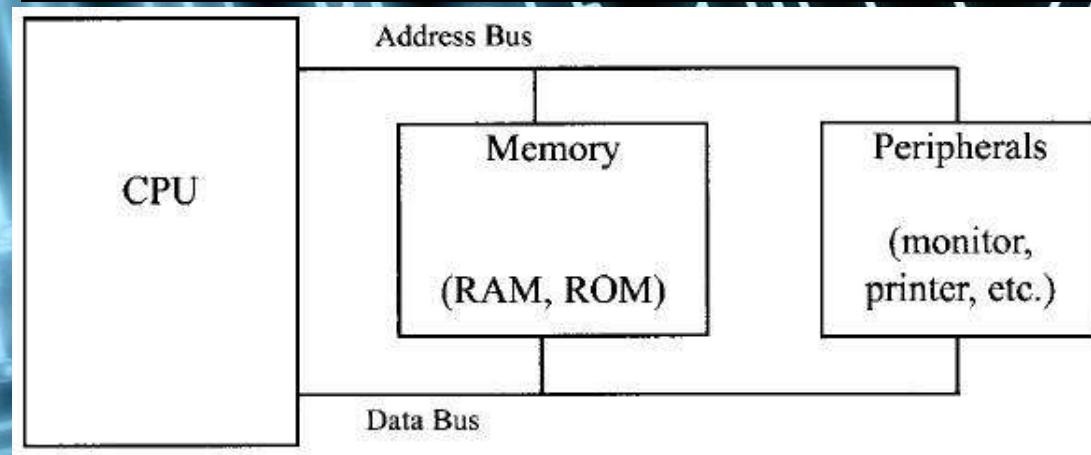 Address Bus
CPU
Memory
(RAM, ROM)
Peripherals
(monitor,
printer, etc.)
Data Bus